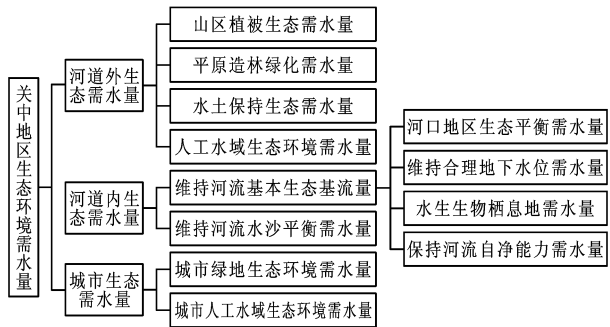 关中地区生态环境需水量
河道外生
态需水量
河道内生
态需水量
城市生态
需水量
山区植被生态需水量
平原造林绿化需水量
水土保持生态需水量
人工水域生态环境需水量
维持河流基本生态基流量
维持河流水沙平衡需水量
城市绿地生态环境需水量
城市人工水域生态环境需水量
河口地区生态平衡需水量
维持合理地下水位需水量
水生生物栖息地需水量
保持河流自净能力需水量